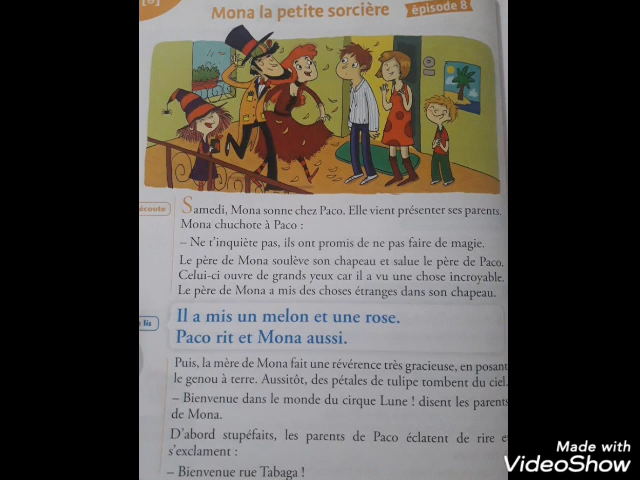 [o]
Mona la petite sorcière
épisode 8
écoute
Samedi, Mona sonne chez Paco. Elle vient présenter ses parents.
Mona chuchote à Paco :
– Ne t'inquiète pas, ils ont promis de ne pas faire de magie.
Le père de Mona soulève son chapeau et salue le père de Paco.
Celui-ci ouvre de grands yeux car il a vu une chose incroyable.
Le père de Mona a mis des choses étranges dans son chapeau.
lis
Il a mis un melon et une rose.
Paco rit et Mona aussi.
Puis, la mère de Mona fait une révérence très gracieuse, en posant
le genou à terre. Aussitôt, des pétales de tulipe tombent du ciel.
– Bienvenue dans le monde du cirque Lune ! disent les parents
de Mona.
D'abord stupéfaits, les parents de Paco éclatent de rire e
s'exclament :
– Bienvenue rue Tabaga !
Made with
VideoShow